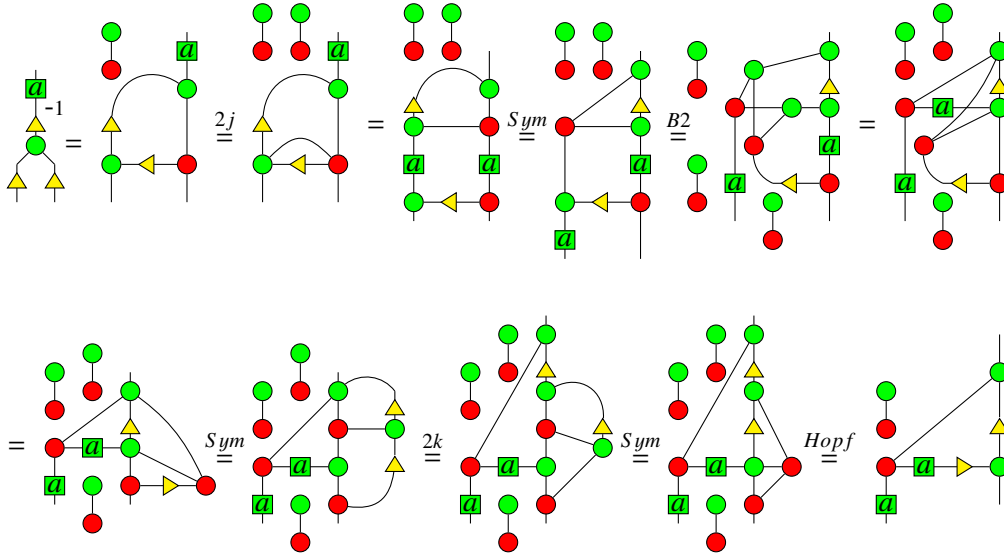 a -1 = a 2j = a = a a Sym = a a B2 = a a = a a
= a a Sym = a a 2k = a a Sym = a a Hopf = a a